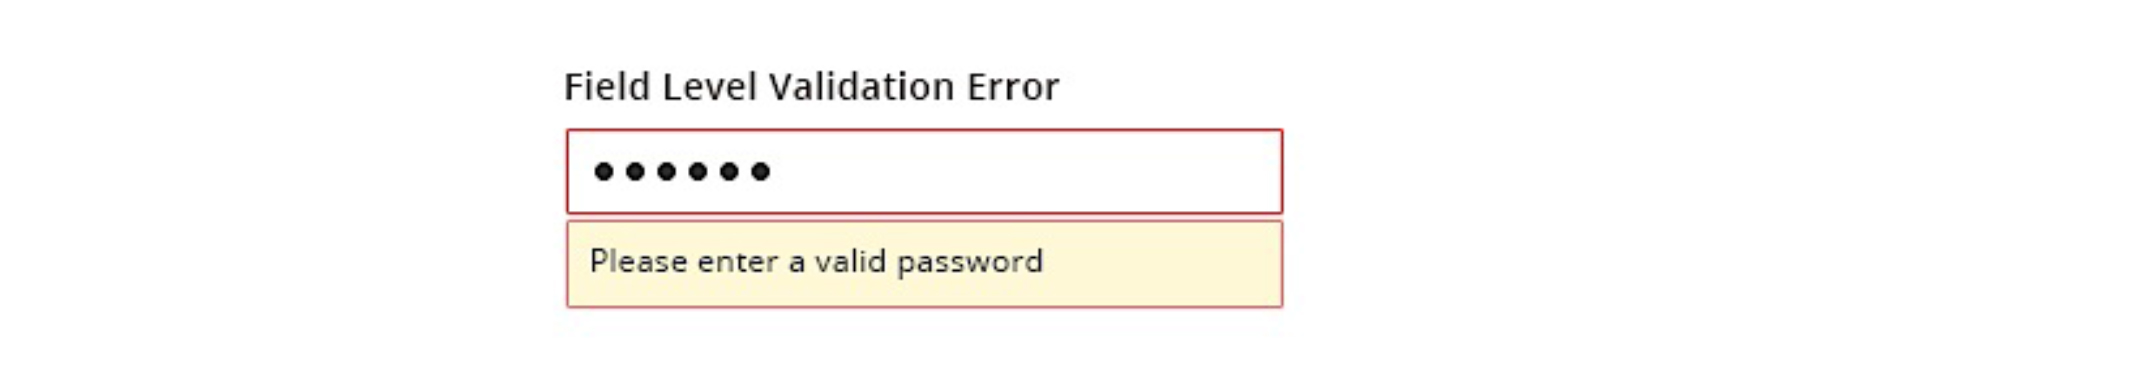 Field Level Validation Error
••••••
Please enter a valid password